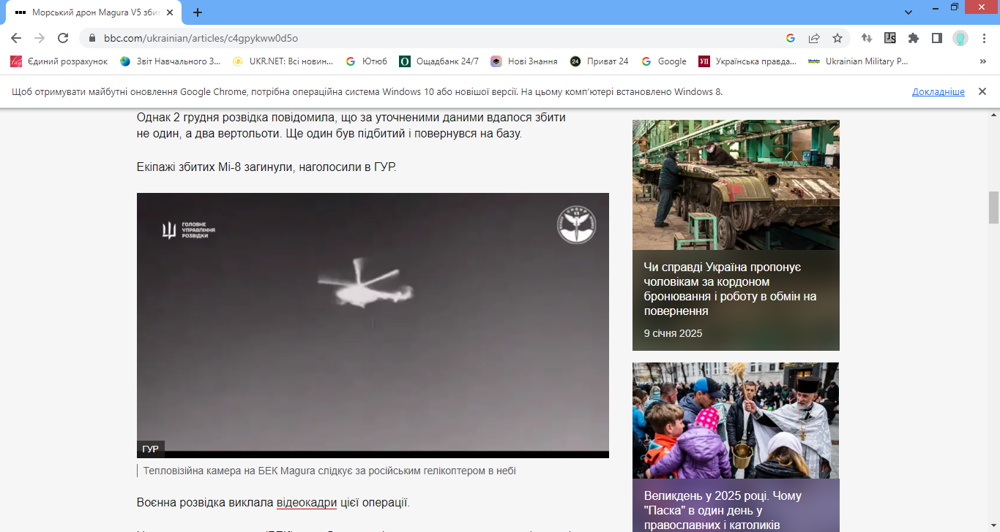 Морський дрон Magura V5 збив
bbc.com/ukrainian/articles/c4gpykww0d5o
Єдиний розрахунок
Звіт Навчального З...
UKR.NET: Всі новин...
Ютюб
Ощадбанк 24/7
Нові Знання
24
Приват 24
Google
УП
Українська правда...
Ukrainian Military P...
JS
Щоб отримувати майбутні оновлення Google Chrome, потрібна операційна система Windows 10 або новішої версії. На цьому комп’ютері встановлено Windows 8.
Докладніше
Однак 2 грудня розвідка повідомила, що за уточненими даними вдалося збити
не один, а два вертольоти. Ще один був підбитий і повернувся на базу.
Екіпажі збитих Мі-8 загинули, наголосили в ГУР.
ГОЛОВНЕ
УПРАВЛІННЯ
РОЗВІДКИ
GROUP 13
ГУР
Тепловізійна камера на БЕК Magura слідкує за російським гелікоптером в небі
Воєнна розвідка виклала відеокадри цієї операції.
Чи справді Україна пропонує
чоловікам за кордоном
бронювання і роботу в обмін на
повернення
9 січня 2025
Великдень у 2025 році. Чому
"Паска" в один день у
православних і католиків